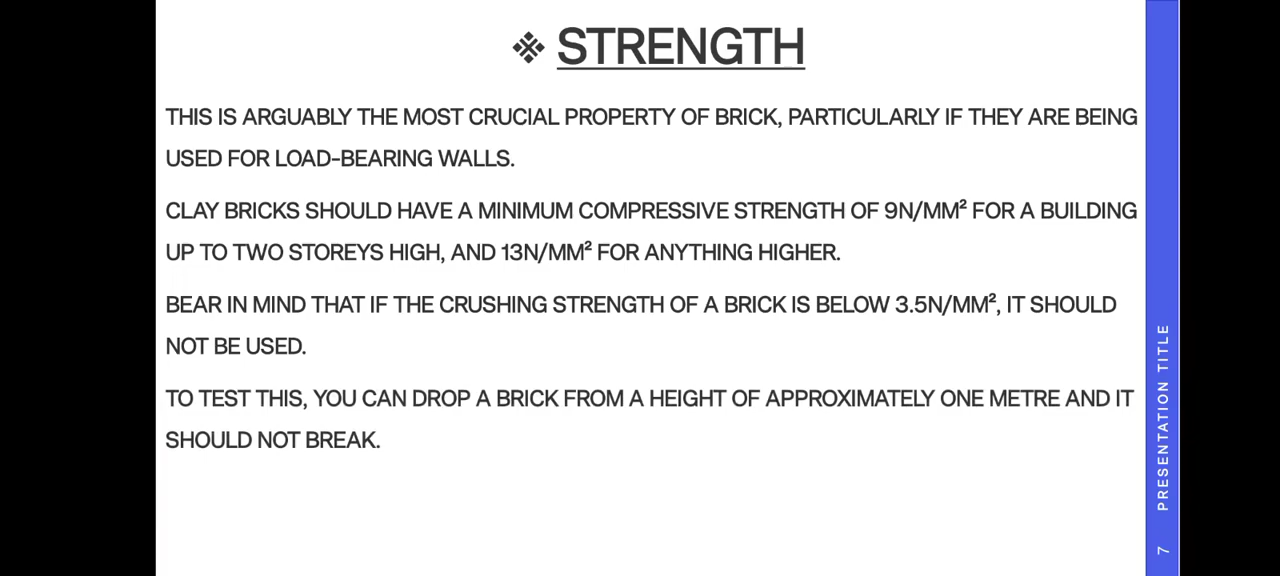 ❖ STRENGTH
THIS IS ARGUABLY THE MOST CRUCIAL PROPERTY OF BRICK, PARTICULARLY IF THEY ARE BEING
USED FOR LOAD-BEARING WALLS.
CLAY BRICKS SHOULD HAVE A MINIMUM COMPRESSIVE STRENGTH OF 9N/MM² FOR A BUILDING
UP TO TWO STOREYS HIGH, AND 13N/MM² FOR ANYTHING HIGHER.
BEAR IN MIND THAT IF THE CRUSHING STRENGTH OF A BRICK IS BELOW 3.5N/MM², IT SHOULD
NOT BE USED.
TO TEST THIS, YOU CAN DROP A BRICK FROM A HEIGHT OF APPROXIMATELY ONE METRE AND IT
SHOULD NOT BREAK.
PRESENTATION TITLE
7